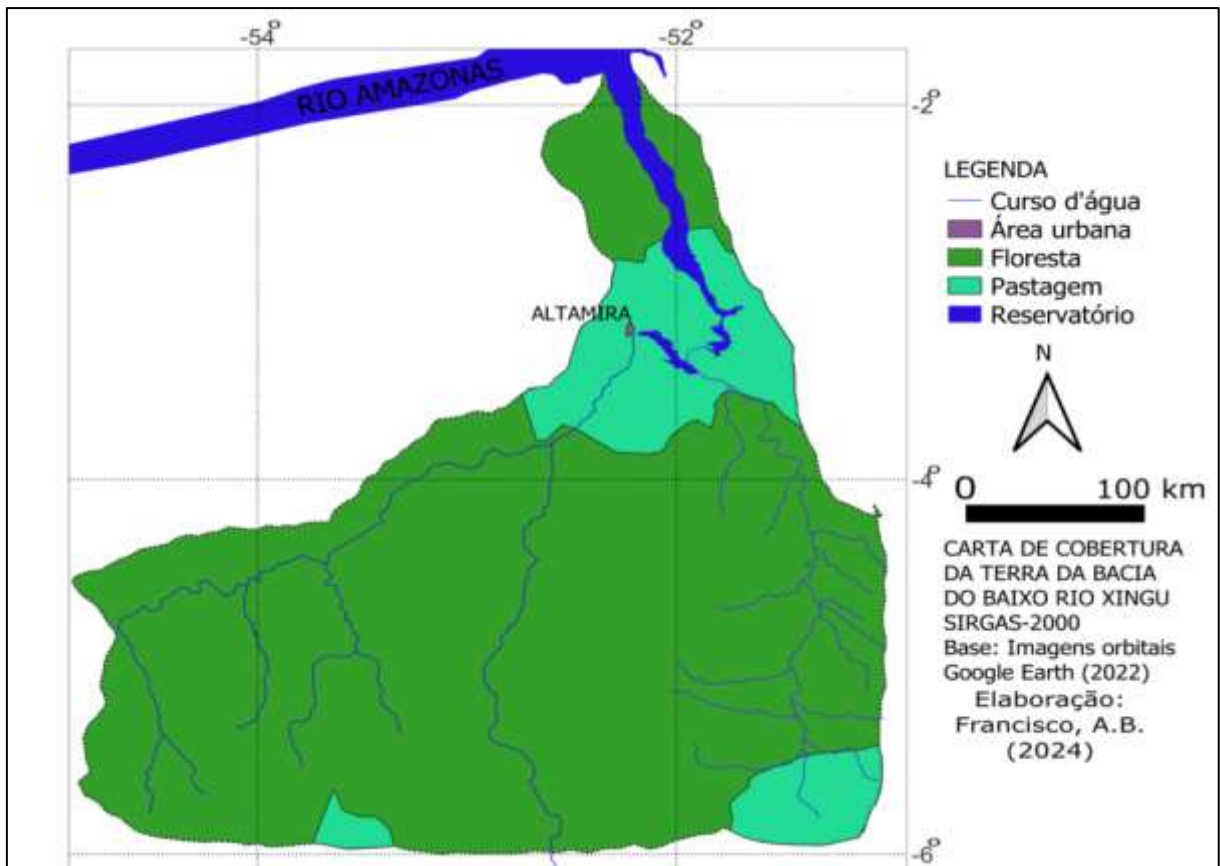 -54°
-52°
RIO AMAZONAS
-2°
ALTAMIRA
-4°
-6°
LEGENDA
Curso d'água
Área urbana
Floresta
Pastagem
Reservatório
N
0 100 km
CARTA DE COBERTURA
DA TERRA DA BACIA
DO BAIXO RIO XINGU
SIRGAS-2000
Base: Imagens orbitais
Google Earth (2022)
Elaboração:
Francisco, A.B.
(2024)